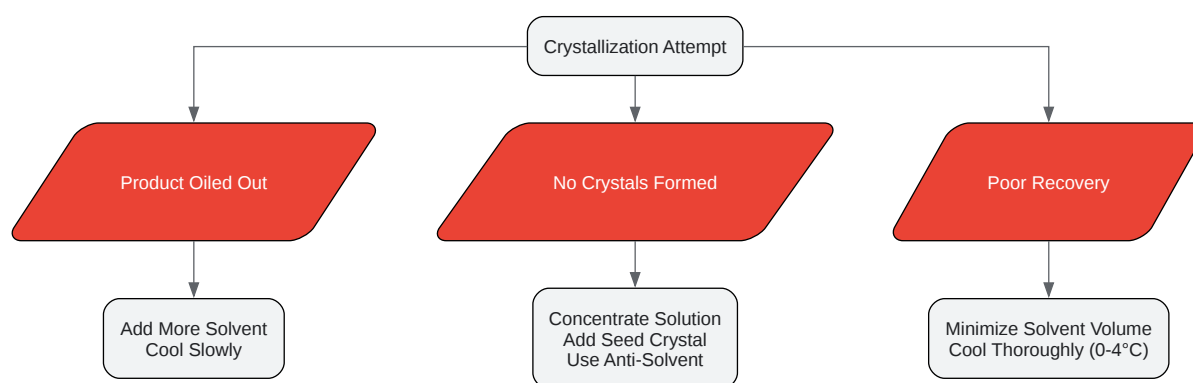 Crystallization Attempt
Product Oiled Out
No Crystals Formed
Poor Recovery
Add More Solvent
Cool Slowly
Concentrate Solution
Add Seed Crystal
Use Anti-Solvent
Minimize Solvent Volume
Cool Thoroughly (0-4°C)